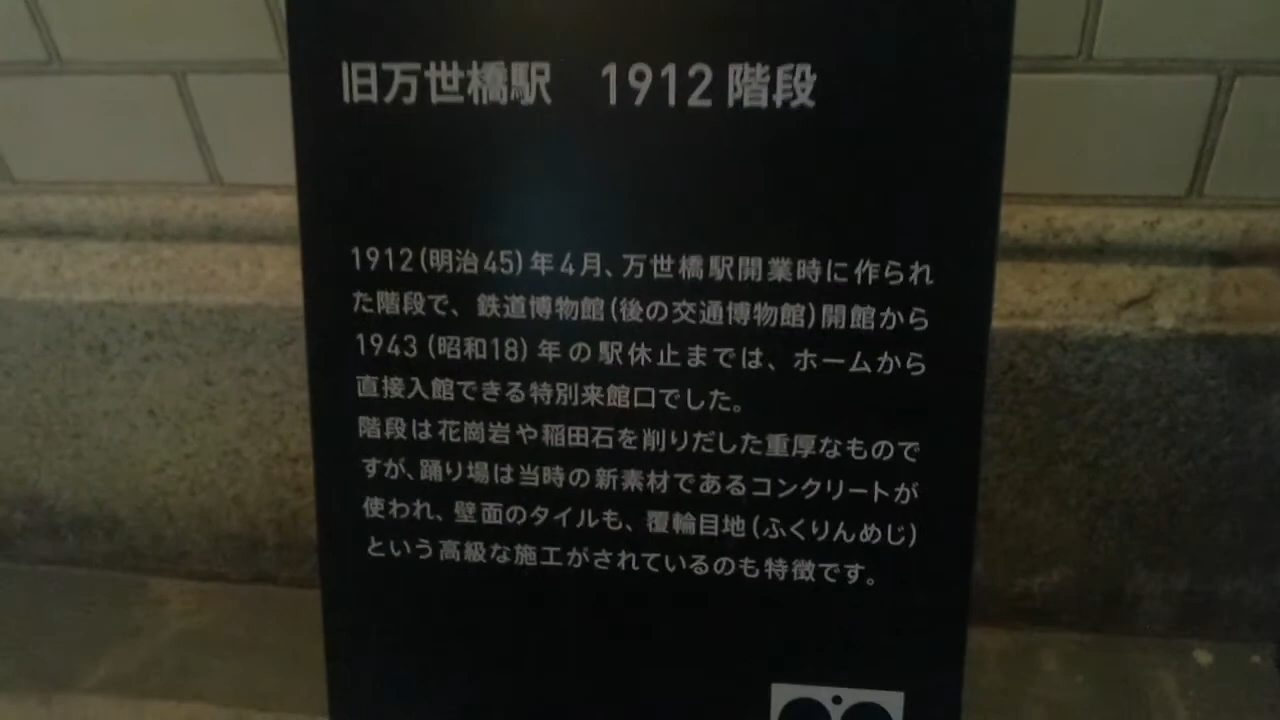 旧万世橋駅　1912階段
1912(明治45)年4月、万世橋駅開業時に作られ
た階段で、鉄道博物館(後の交通博物館)開館から
1943(昭和18)年の駅休止までは、ホームから
直接入館できる特別来館口でした。
階段は花崗岩や稲田石を削りだした重厚なもので
すが、踊り場は当時の新素材であるコンクリートが
使われ、壁面のタイルも、覆輪目地(ふくりんめじ)
という高級な施工がされているのも特徴です。